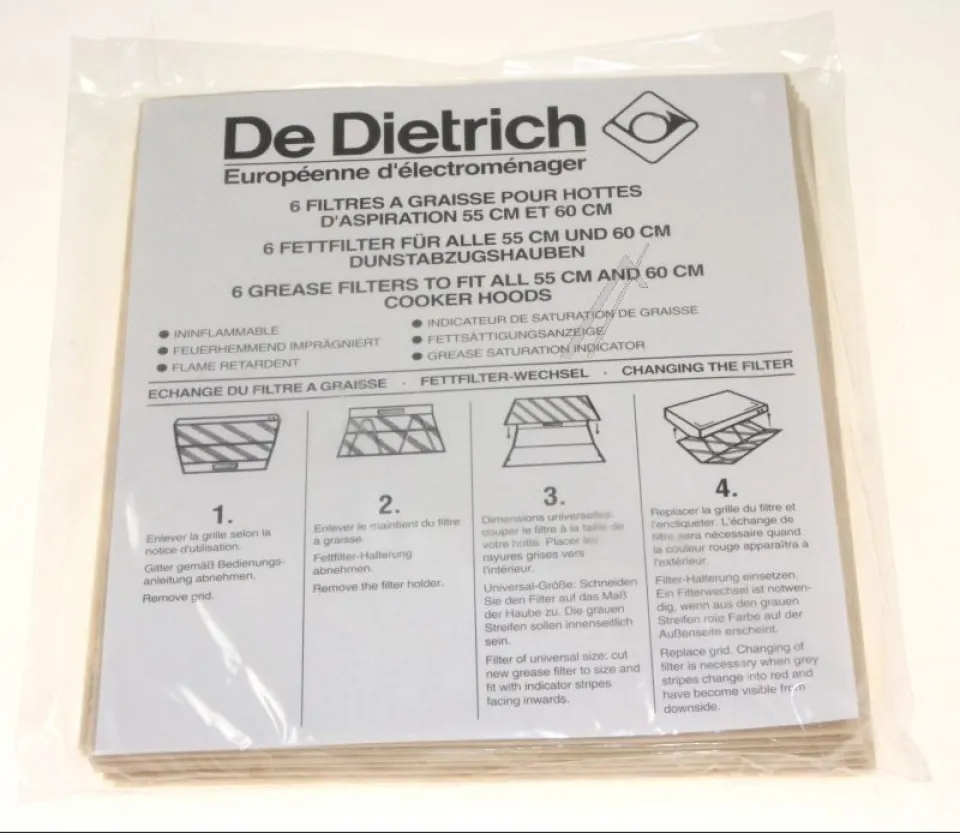 De Dietrich
Européenne d'électroménager
6 FILTRES A GRAISSE POUR HOTTES
D'ASPIRATION 55 CM ET 60 CM
6 FETTFILTER FÜR ALLE 55 CM UND 60 CM
DUNSTABZUGSHAUBEN
6 GREASE FILTERS TO FIT ALL 55 CM AND 60 CM
COOKER HOODS
● ININFLAMMABLE
● FEUERHEMMEND IMPRÄGNIERT
● FLAME RETARDENT
● INDICATEUR DE SATURATION DE GRAISSE
● FETTSÄTTIGUNGSANZEIGE
● GREASE SATURATION INDICATOR
ECHANGE DU FILTRE A GRAISSE · FETTFILTER-WECHSEL · CHANGING THE FILTER
1.
Enlever la grille selon la
notice d'utilisation.
Gitter gemäß Bedienungs-
anleitung abnehmen.
Remove grid.
2.
Enlever le maintient du filtre
à graisse.
Fettfilter-Halterung
abnehmen.
Remove the filter holder.
3.
Dimensions universelles:
couper le filtre à la taille de
votre hotte. Placer les
rayures grises vers
l'intérieur.
Universal-Größe: Schneiden
Sie den Filter auf das Maß
der Haube zu. Die grauen
Streifen sollen innenseitlich
sein.
Filter of universal size: cut
new grease filter to size and
fit with indicator stripes
facing inwards.
4.
Replacer la grille du filtre et
l'encliqueter. L'échange de
filtre sera nécessaire quand
la couleur rouge apparaîtra à
l'extérieur.
Filter-Halterung einsetzen.
Ein Filterwechsel ist notwen-
dig, wenn aus den grauen
Streifen rote Farbe auf der
Außenseite erscheint.
Replace grid. Changing of
filter is necessary when grey
stripes change into red and
have become visible from
downside.